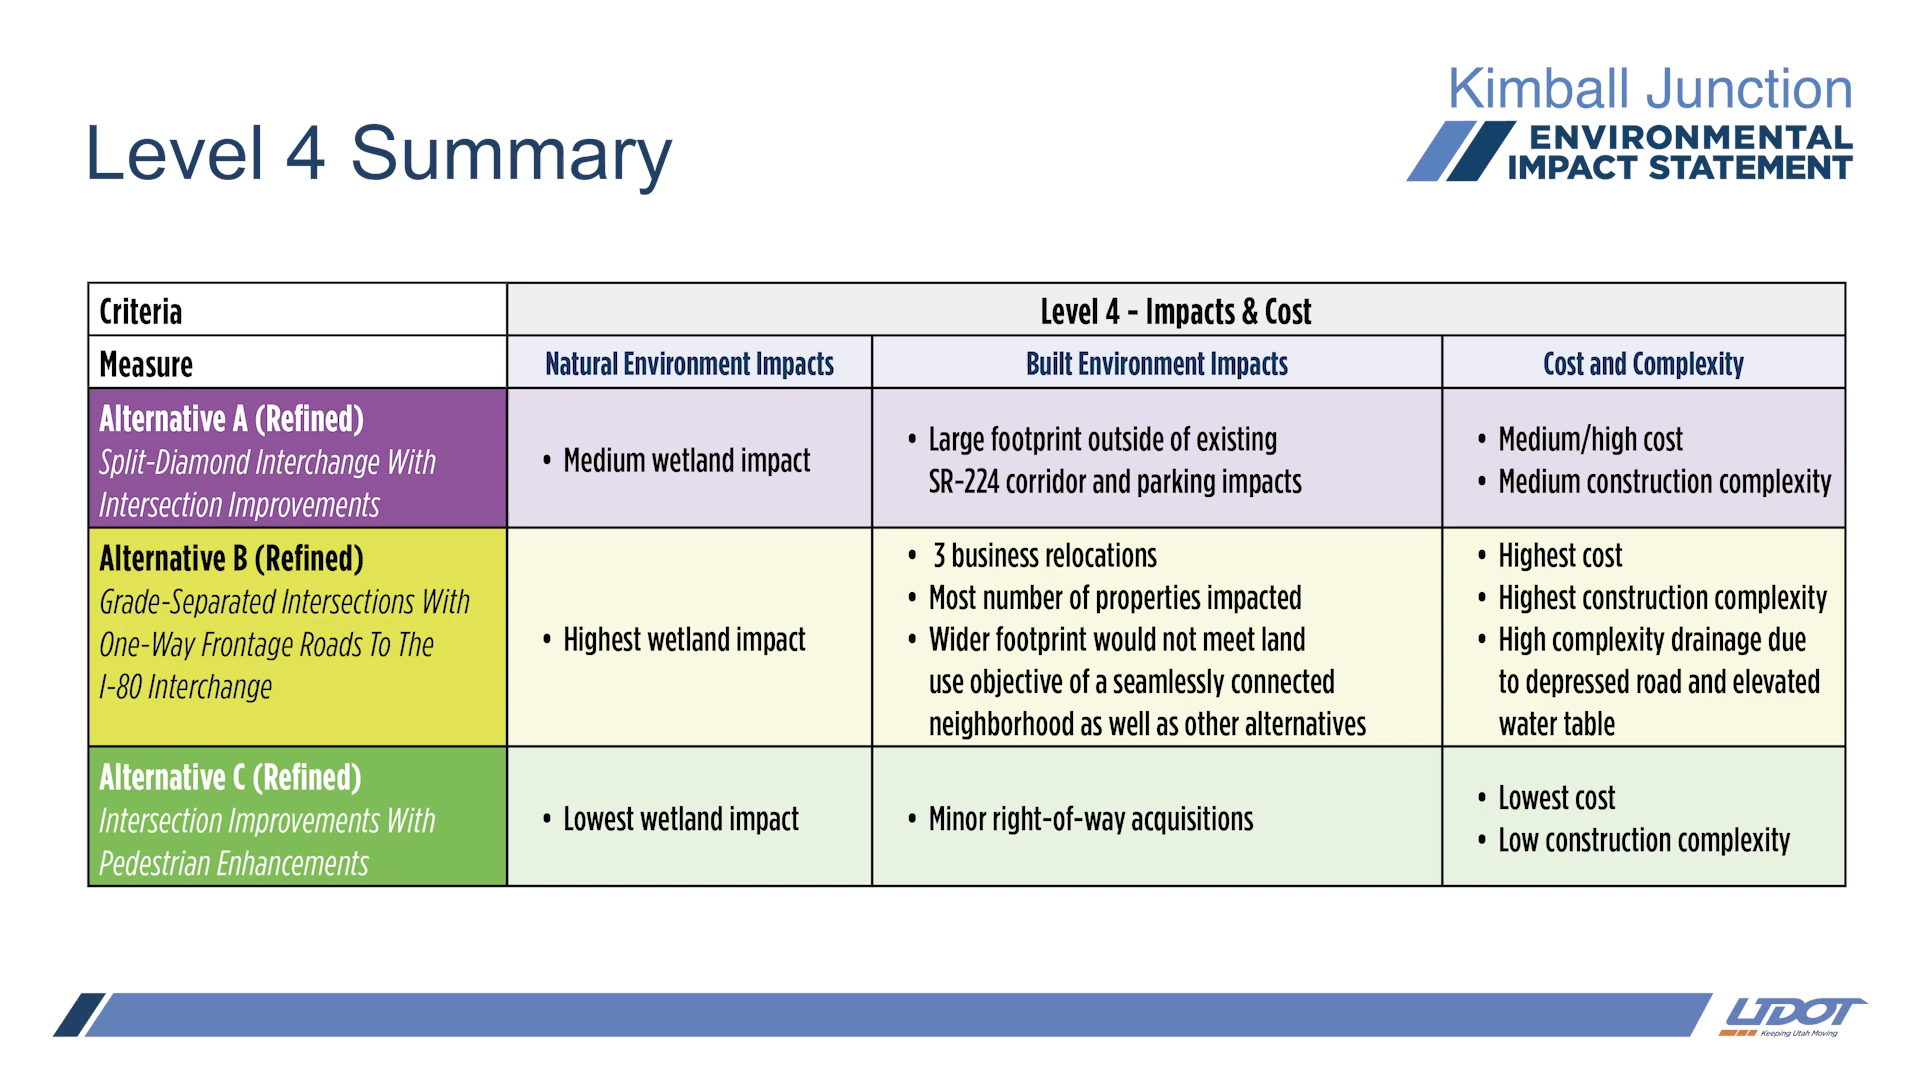 Kimball Junction
ENVIRONMENTAL
IMPACT STATEMENT
Level 4 Summary
Criteria
Level 4 - Impacts & Cost
Measure
Natural Environment Impacts
Built Environment Impacts
Cost and Complexity
Alternative A (Refined)
Split-Diamond Interchange With
Intersection Improvements
• Medium wetland impact
• Large footprint outside of existing
SR-224 corridor and parking impacts
• Medium/high cost
• Medium construction complexity
Alternative B (Refined)
Grade-Separated Intersections With
One-Way Frontage Roads To The
I-80 Interchange
• Highest wetland impact
• 3 business relocations
• Most number of properties impacted
• Wider footprint would not meet land
use objective of a seamlessly connected
neighborhood as well as other alternatives
• Highest cost
• Highest construction complexity
• High complexity drainage due
to depressed road and elevated
water table
Alternative C (Refined)
Intersection Improvements With
Pedestrian Enhancements
• Lowest wetland impact
• Minor right-of-way acquisitions
• Lowest cost
• Low construction complexity
UDOT
Keeping Utah Moving